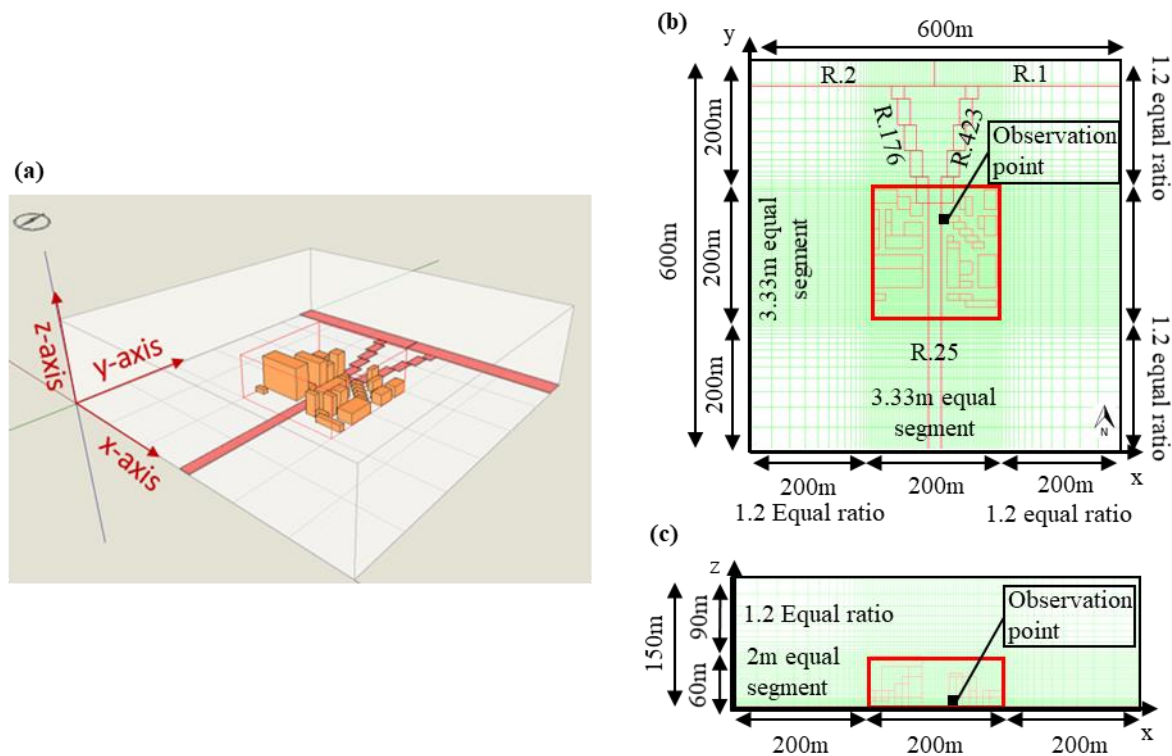 (a)
z-axis
y-axis
x-axis
(b)
y
600m
R.2
R.1
R.176
R.423
Observation
point
200m
600m
200m
200m
3.33m equal
segment
R.25
3.33m equal
segment
N
1.2 equal ratio
1.2 equal ratio
200m
200m
200m
x
1.2 Equal ratio
1.2 equal ratio
(c)
z
150m
90m
60m
1.2 Equal ratio
2m equal
segment
Observation
point
x
200m
200m
200m